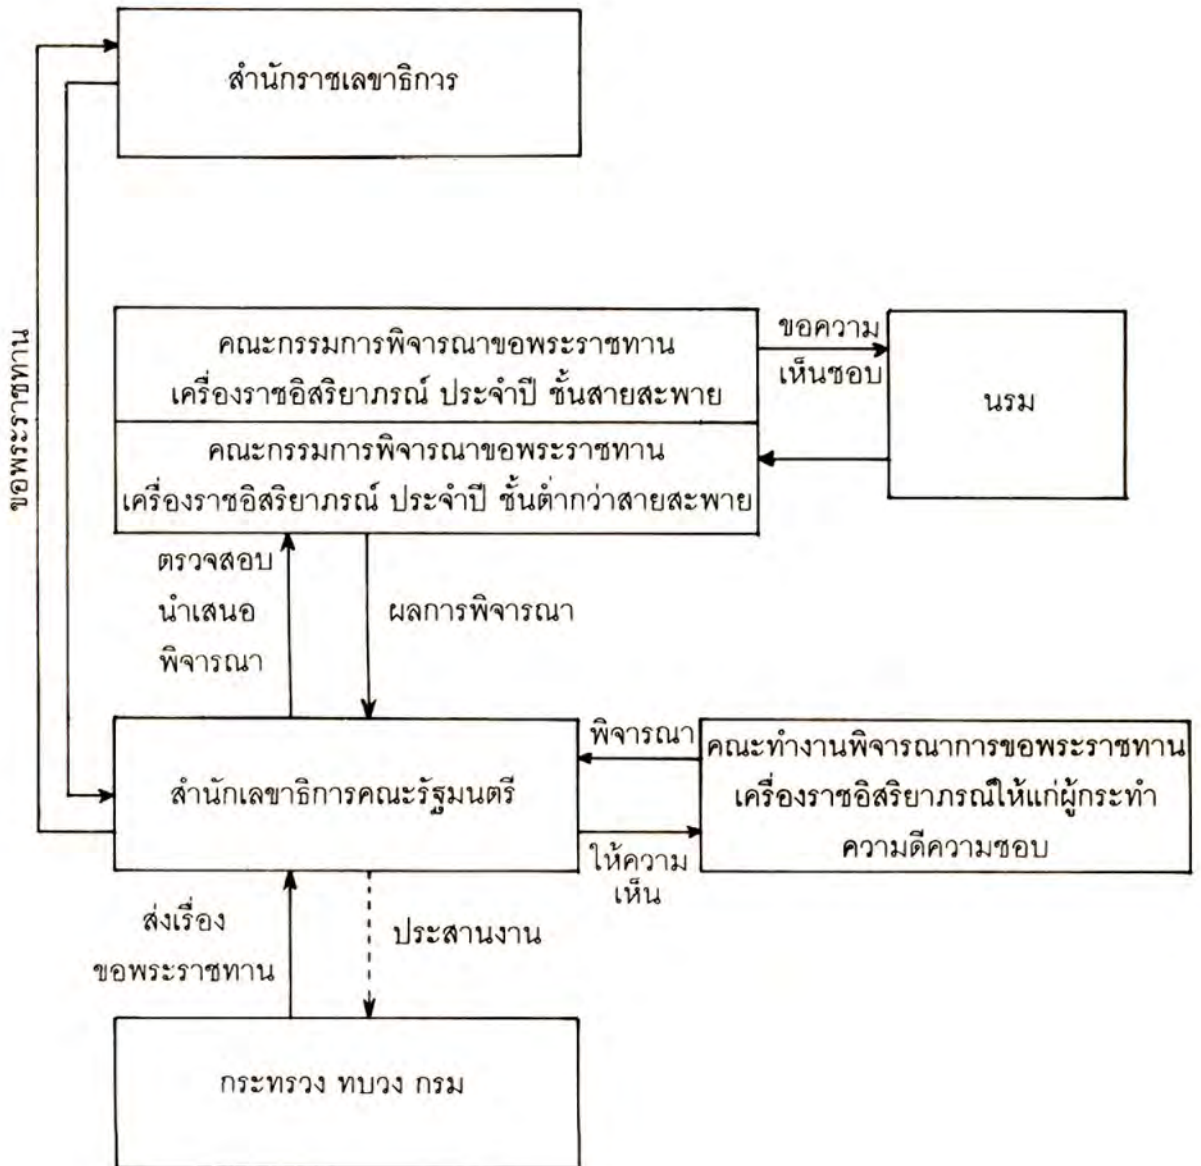 สำนักราชเลขาธิการ
ขอพระราชทาน
คณะกรรมการพิจารณาขอพระราชทาน
เครื่องราชอิสริยาภรณ์ ประจำปี ชั้นสายสะพาย
คณะกรรมการพิจารณาขอพระราชทาน
เครื่องราชอิสริยาภรณ์ ประจำปี ชั้นต่ำกว่าสายสะพาย
ขอความ
เห็นชอบ
นรม
ตรวจสอบ
นำเสนอ
พิจารณา
ผลการพิจารณา
สำนักเลขาธิการคณะรัฐมนตรี
พิจารณา
ให้ความ
เห็น
คณะทำงานพิจารณาการขอพระราชทาน
เครื่องราชอิสริยาภรณ์ให้แก่ผู้กระทำ
ความดีความชอบ
ส่งเรื่อง
ขอพระราชทาน
ประสานงาน
กระทรวง ทบวง กรม